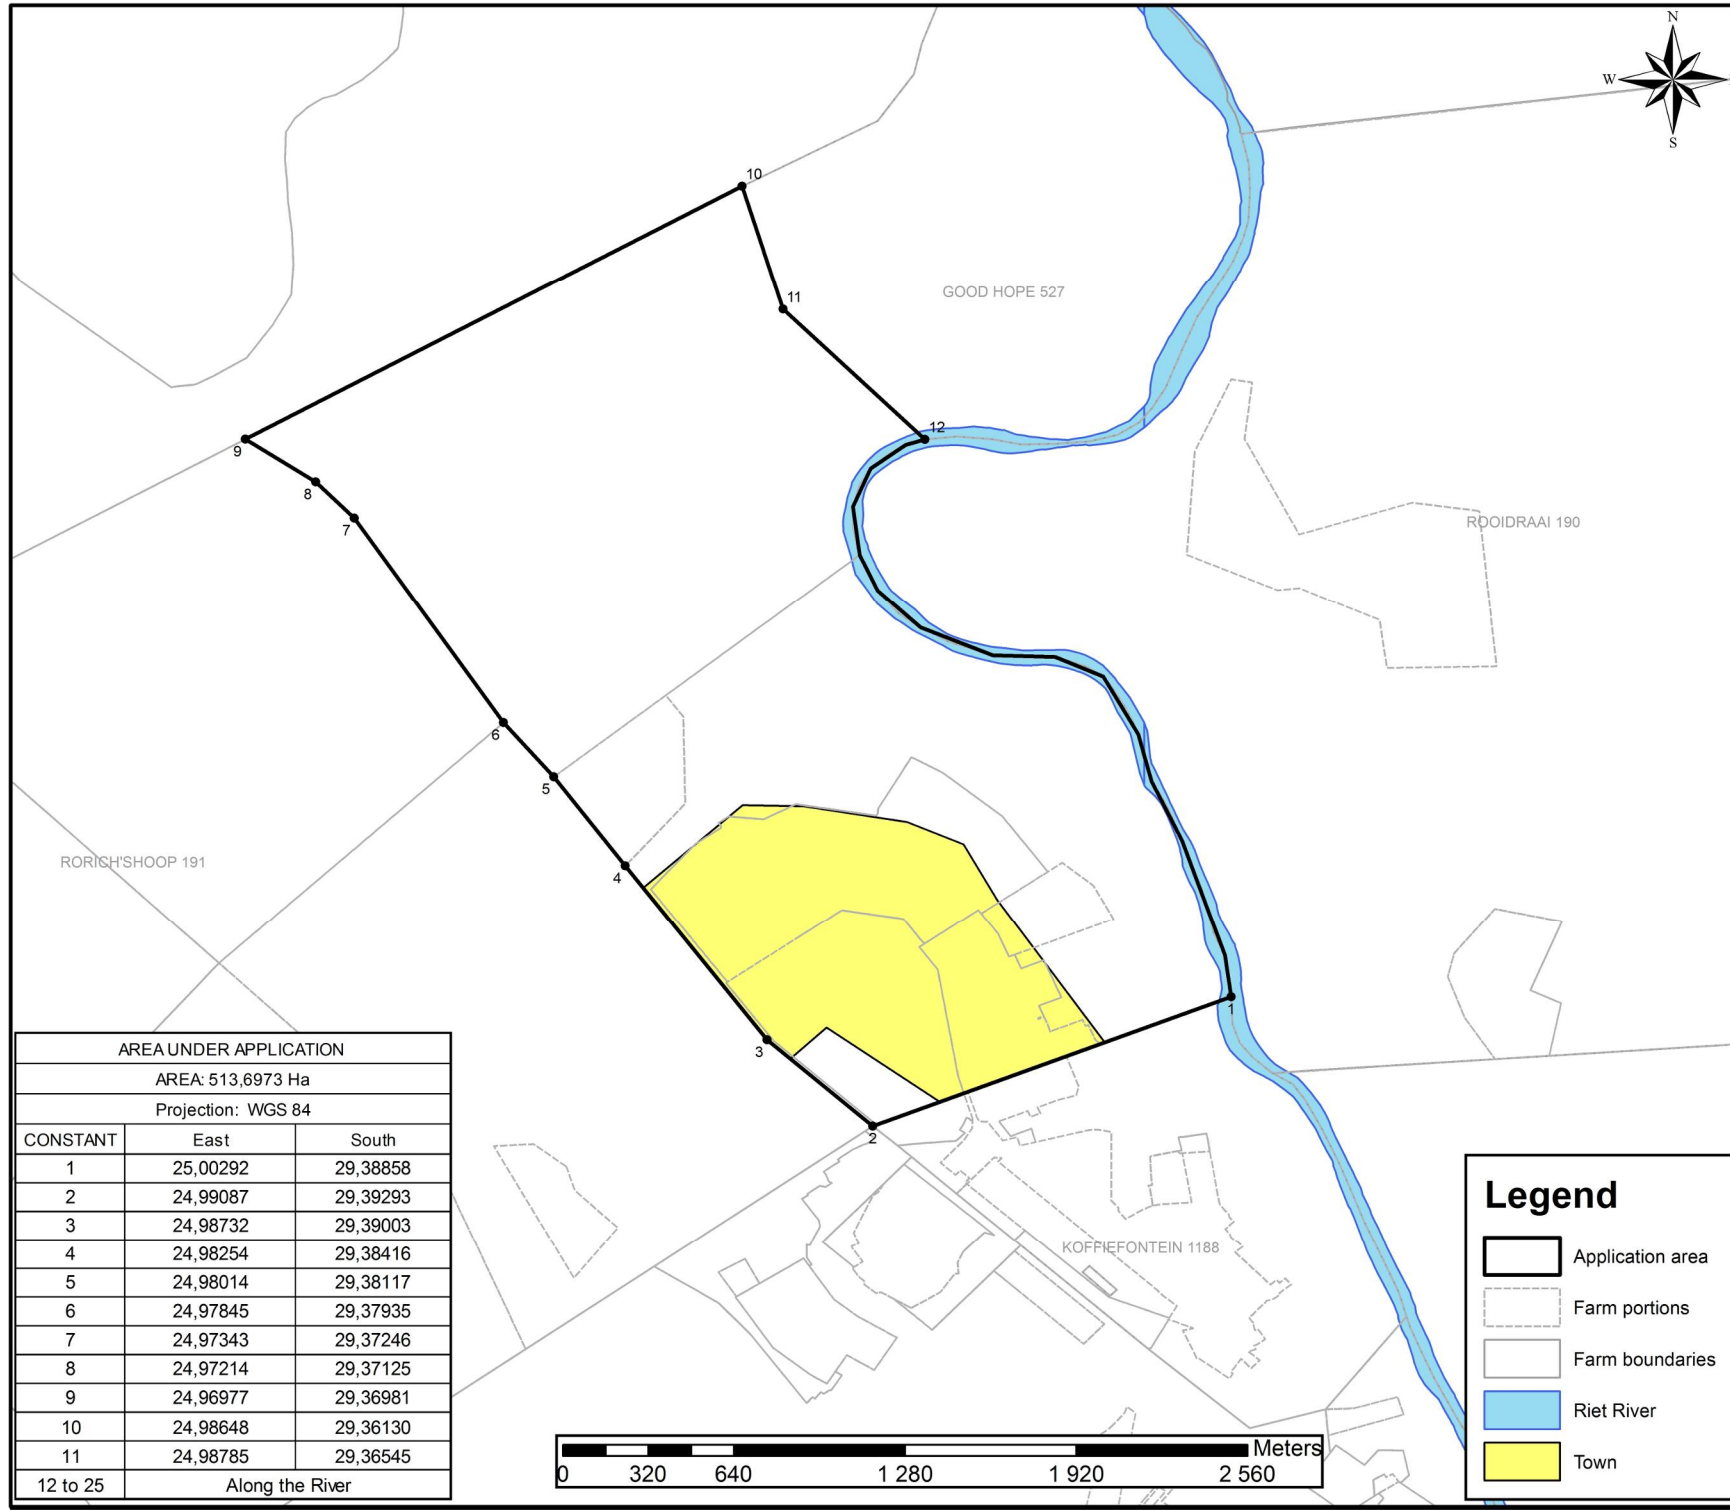 N
W
S
10
11
GOOD HOPE 527
12
9
8
7
ROOIDRAAI 190
6
5
RORICH'SHOOP 191
4
1
3
2
KOFFIEFONTEIN 1188
AREA UNDER APPLICATION
AREA: 513,6973 Ha
Projection: WGS 84
CONSTANT East South
1 25,00292 29,38858
2 24,99087 29,39293
3 24,98732 29,39003
4 24,98254 29,38416
5 24,98014 29,38117
6 24,97845 29,37935
7 24,97343 29,37246
8 24,97214 29,37125
9 24,96977 29,36981
10 24,98648 29,36130
11 24,98785 29,36545
12 to 25 Along the River
Meters
0 320 640 1 280 1 920 2 560
Legend
Application area
Farm portions
Farm boundaries
Riet River
Town